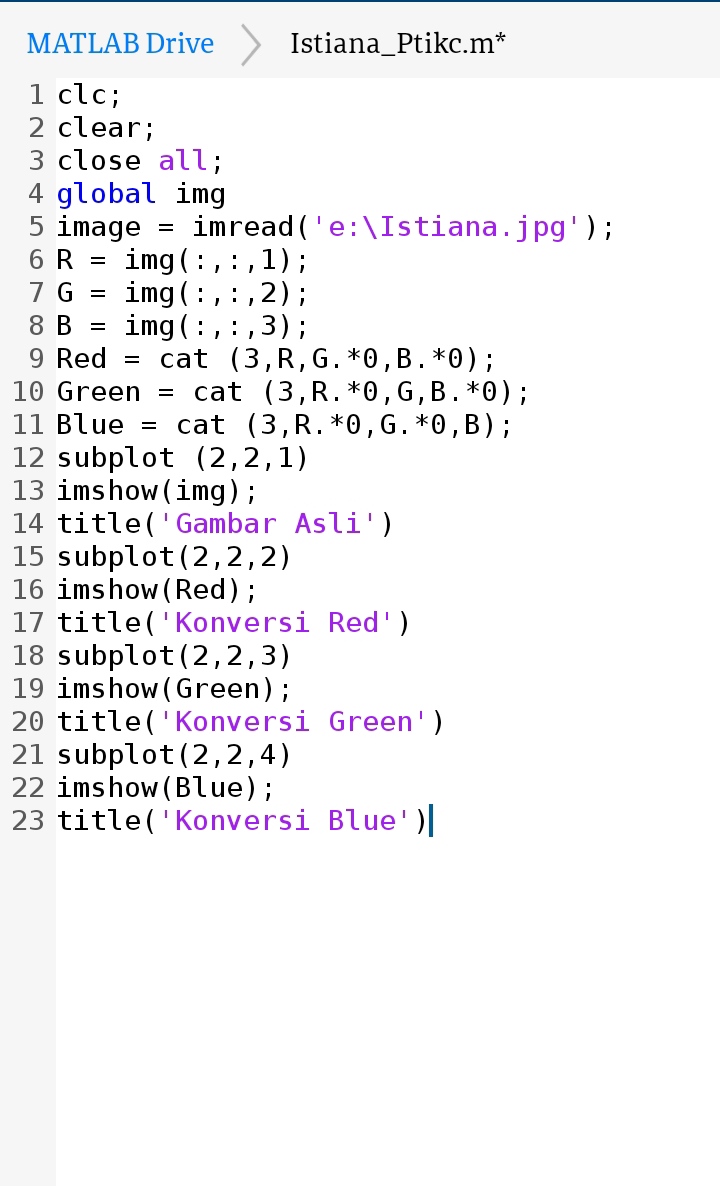 MATLAB Drive > Istiana_Ptikc.m*
1 clc;
2 clear;
3 close all;
4 global img
5 image = imread('e:\Istiana.jpg');
6 R = img(:,:,1);
7 G = img(:,:,2);
8 B = img(:,:,3);
9 Red = cat (3,R,G.*0,B.*0);
10 Green = cat (3,R.*0,G,B.*0);
11 Blue = cat (3,R.*0,G.*0,B);
12 subplot (2,2,1)
13 imshow(img);
14 title('Gambar Asli')
15 subplot(2,2,2)
16 imshow(Red);
17 title('Konversi Red')
18 subplot(2,2,3)
19 imshow(Green);
20 title('Konversi Green')
21 subplot(2,2,4)
22 imshow(Blue);
23 title('Konversi Blue')